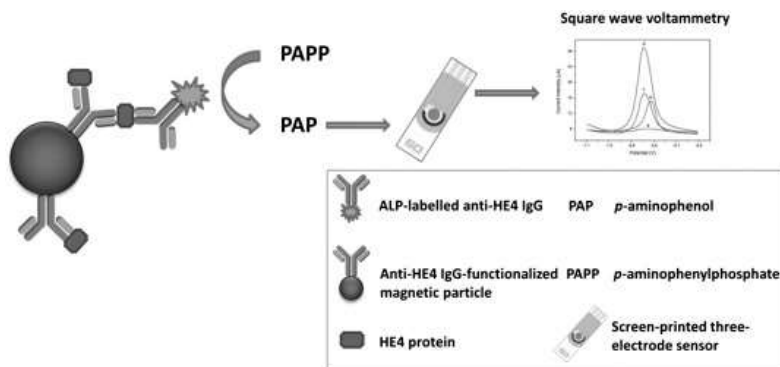 Square wave voltammetry
PAPP
PAP
Potential (V)
ALP-labelled anti-HE4 IgG
PAP
p-aminophenol
Anti-HE4 IgG-functionalized
magnetic particle
PAPP
p-aminophenylphosphate
HE4 protein
Screen-printed three-
electrode sensor